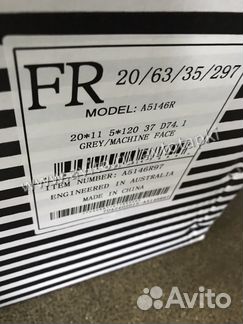 FR 20/63/35/297
MODEL: A5146R
20*11 5*120 37 D74.1
GREY/MACHINE FACE
ITEM NUMBER: A5146R97
ENGINEERED IN AUSTRALIA
MADE IN CHINA
Avito